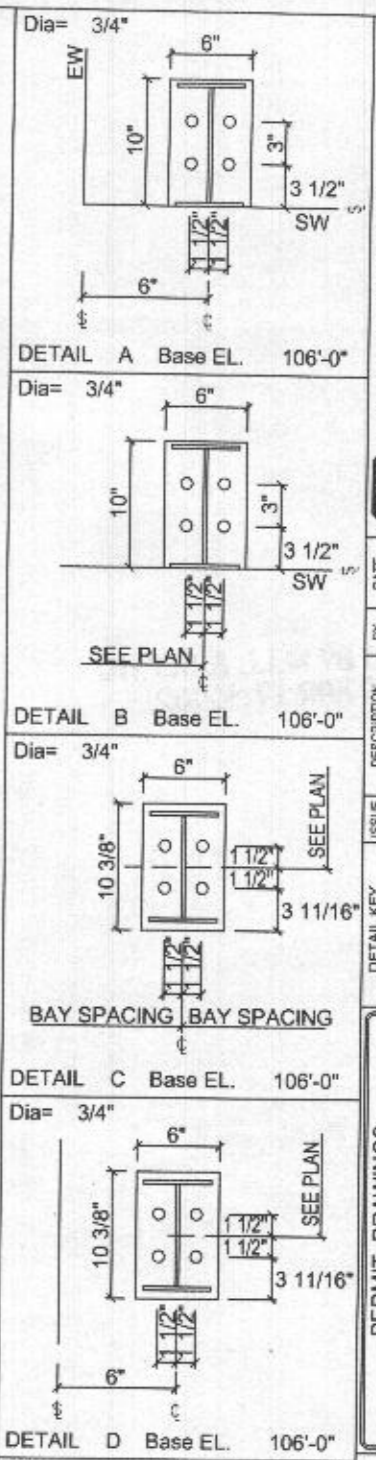 Dia= 3/4"
6"
EW
10"
3"
3 1/2"
SW
1 1/2"
1 1/2"
6"
DETAIL A Base EL. 106'-0"
Dia= 3/4"
6"
10"
3"
3 1/2"
SW
1 1/2"
1 1/2"
SEE PLAN
DETAIL B Base EL. 106'-0"
Dia= 3/4"
6"
SEE PLAN
10 3/8"
1 1/2"
1 1/2"
3 11/16"
1 1/2"
1 1/2"
BAY SPACING BAY SPACING
DETAIL C Base EL. 106'-0"
Dia= 3/4"
6"
SEE PLAN
10 3/8"
1 1/2"
1 1/2"
3 11/16"
1 1/2"
1 1/2"
6"
DETAIL D Base EL. 106'-0"
ISSUE DESCRIPTION BY DATE
DETAIL KEY
PERMIT DRAWINGS